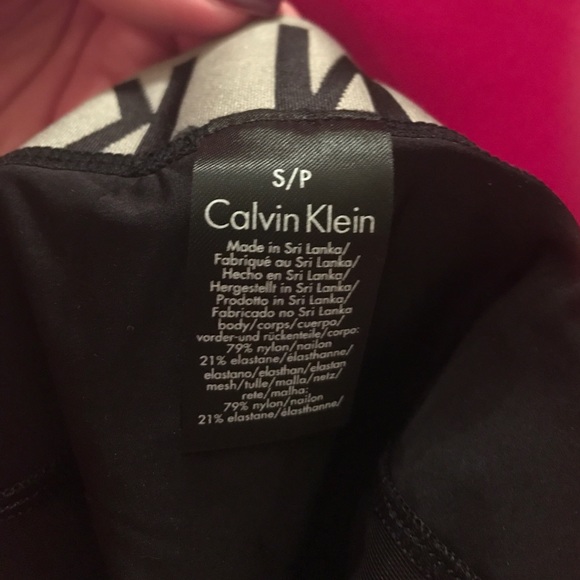 S/P
Calvin Klein
Made in Sri Lanka/
Fabriqué au Sri Lanka/
Hecho en Sri Lanka/
Hergestellt in Sri Lanka/
Prodotto in Sri Lanka/
Fabricado no Sri Lanka
body/corps/cuerpo/
vorder-und rückenteile/corpo:
79% nylon/nailon
21% elastane/élasthanne/
elastano/elasthan/elastan
mesh/tulle/malla/netz/
rete/malha:
79% nylon/nailon
21% elastane/élasthanne/